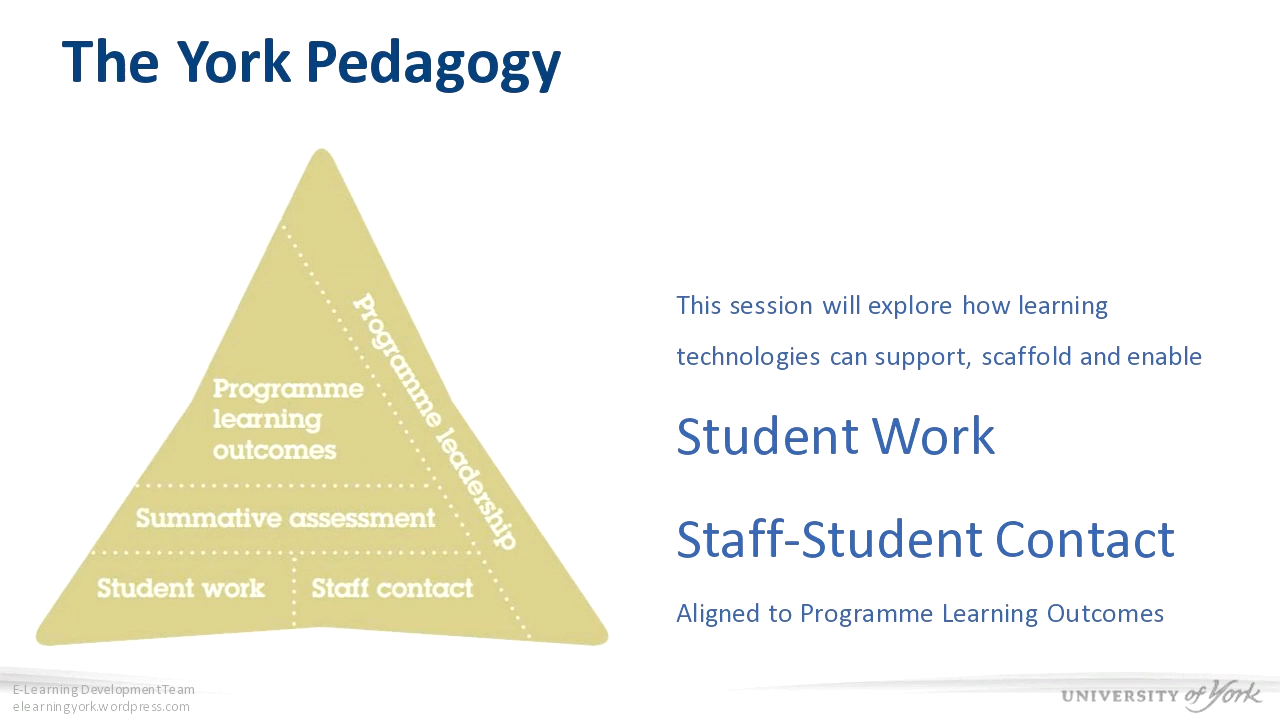 The York Pedagogy
Programme leadership
Programme
learning
outcomes
Summative assessment
Student work
Staff contact
This session will explore how learning
technologies can support, scaffold and enable
Student Work
Staff-Student Contact
Aligned to Programme Learning Outcomes
E-Learning Development Team
elearningyork.wordpress.com
UNIVERSITY of York